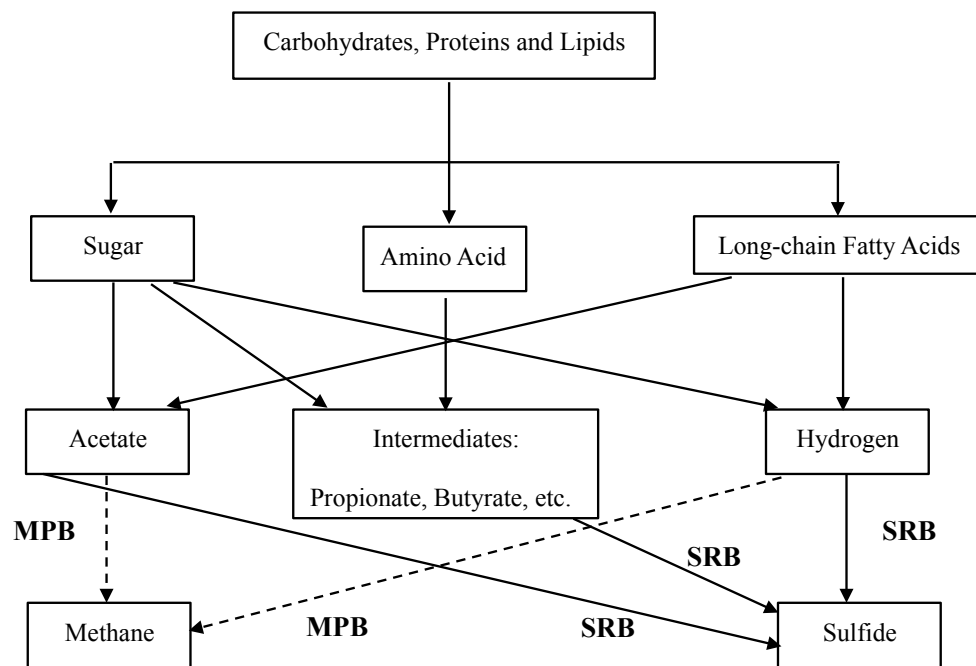 Carbohydrates, Proteins and Lipids
Sugar
Amino Acid
Long-chain Fatty Acids
Acetate
Intermediates:
Propionate, Butyrate, etc.
Hydrogen
MPB
SRB
SRB
Methane
MPB
SRB
Sulfide